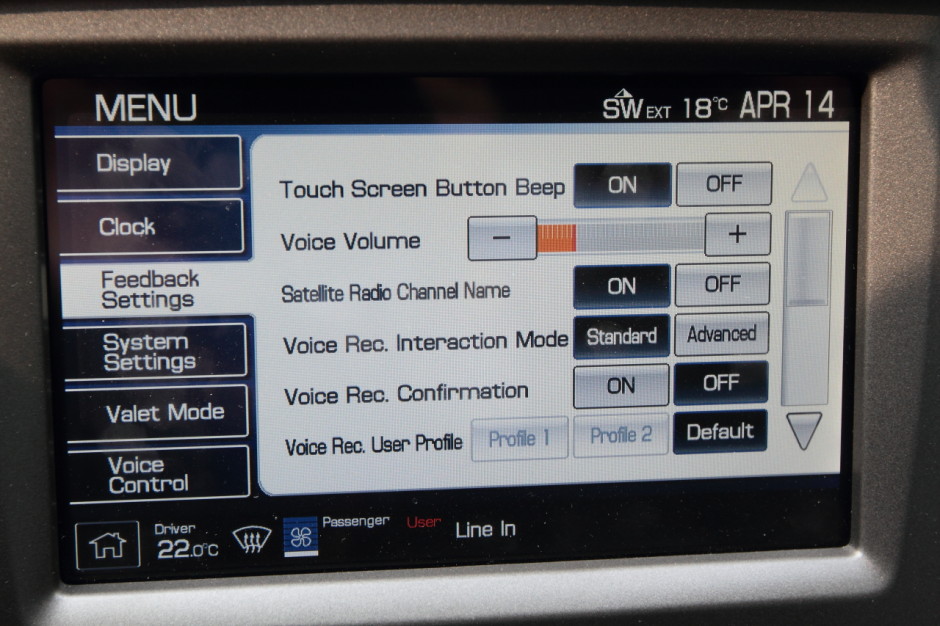 MENU
SW EXT 18°C APR 14
Display
Clock
Feedback
Settings
System
Settings
Valet Mode
Voice
Control
Touch Screen Button Beep ON OFF
Voice Volume − +
Satellite Radio Channel Name ON OFF
Voice Rec. Interaction Mode Standard Advanced
Voice Rec. Confirmation ON OFF
Voice Rec. User Profile Profile 1 Profile 2 Default
Driver
22.0°C
Passenger
User
Line In